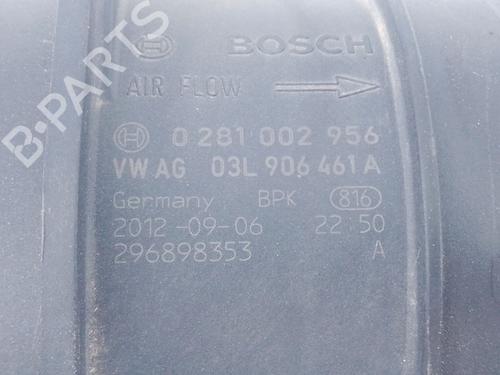 BOSCH
AIR FLOW
0 281 002 956
VW AG 03L 906 461 A
Germany BPK 816
2012-09-06 22 50
296898353 A
B-PARTS